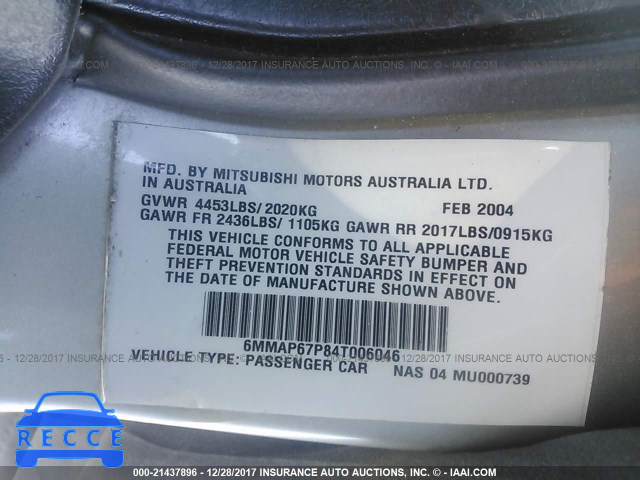 000-21437896 - 12/28/2017 INSURANCE AUTO AUCTIONS, INC. - © - IAAI.COM
MFD. BY MITSUBISHI MOTORS AUSTRALIA LTD.
IN AUSTRALIA
GVWR 4453LBS/2020KG FEB 2004
GAWR FR 2436LBS/ 1105KG GAWR RR 2017LBS/0915KG
THIS VEHICLE CONFORMS TO ALL APPLICABLE
FEDERAL MOTOR VEHICLE SAFETY BUMPER AND
THEFT PREVENTION STANDARDS IN EFFECT ON
THE DATE OF MANUFACTURE SHOWN ABOVE.
6MMAP67P84T006046
VEHICLE TYPE: PASSENGER CAR NAS 04 MU000739
RECCE
000-21437896 - 12/28/2017 INSURANCE AUTO AUCTIONS, INC. - © - IAAI.COM